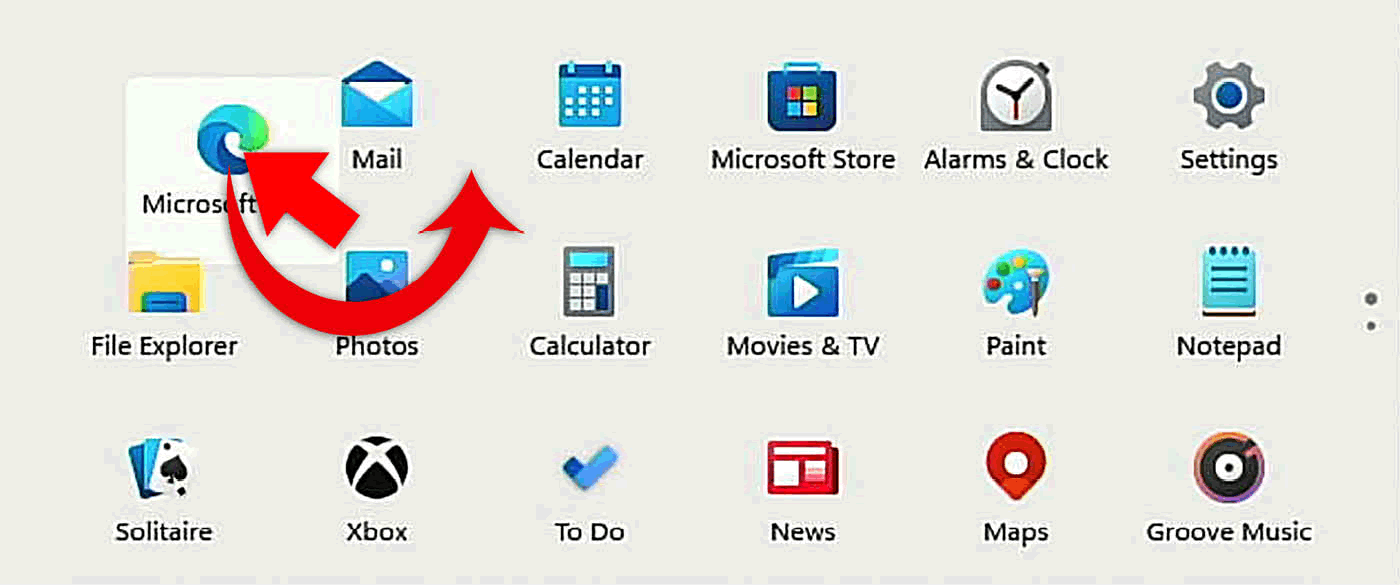 Microsoft
Mail
Calendar
Microsoft Store
Alarms & Clock
Settings
File Explorer
Photos
Calculator
Movies & TV
Paint
Notepad
Solitaire
Xbox
To Do
News
Maps
Groove Music